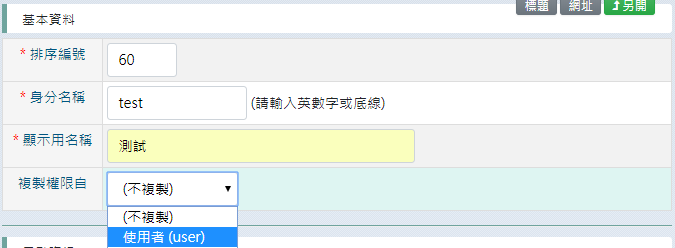 標題 網址 另開
基本資料
* 排序編號 60
* 身分名稱 test (請輸入英數字或底線)
* 顯示用名稱 測試
複製權限自 (不複製)
(不複製)
使用者 (user)